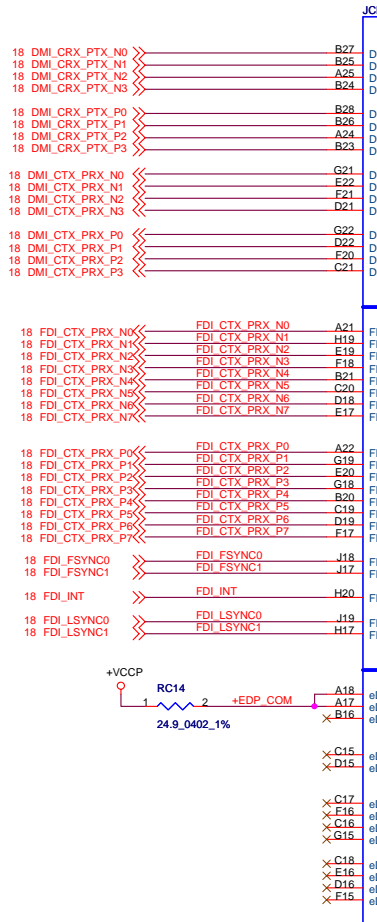 JC
18 DMI_CRX_PTX_N0 B27 D
18 DMI_CRX_PTX_N1 B25 D
18 DMI_CRX_PTX_N2 A25 D
18 DMI_CRX_PTX_N3 B24 D
18 DMI_CRX_PTX_P0 B28 D
18 DMI_CRX_PTX_P1 B26 D
18 DMI_CRX_PTX_P2 A24 D
18 DMI_CRX_PTX_P3 B23 D
18 DMI_CTX_PRX_N0 G21 D
18 DMI_CTX_PRX_N1 E22 D
18 DMI_CTX_PRX_N2 F21 D
18 DMI_CTX_PRX_N3 D21 D
18 DMI_CTX_PRX_P0 G22 D
18 DMI_CTX_PRX_P1 D22 D
18 DMI_CTX_PRX_P2 F20 D
18 DMI_CTX_PRX_P3 C21 D
18 FDI_CTX_PRX_N0 FDI_CTX_PRX_N0 A21 F
18 FDI_CTX_PRX_N1 FDI_CTX_PRX_N1 H19 F
18 FDI_CTX_PRX_N2 FDI_CTX_PRX_N2 E19 F
18 FDI_CTX_PRX_N3 FDI_CTX_PRX_N3 F18 F
18 FDI_CTX_PRX_N4 FDI_CTX_PRX_N4 B21 F
18 FDI_CTX_PRX_N5 FDI_CTX_PRX_N5 C20 F
18 FDI_CTX_PRX_N6 FDI_CTX_PRX_N6 D18 F
18 FDI_CTX_PRX_N7 FDI_CTX_PRX_N7 E17 F
18 FDI_CTX_PRX_P0 FDI_CTX_PRX_P0 A22 F
18 FDI_CTX_PRX_P1 FDI_CTX_PRX_P1 G19 F
18 FDI_CTX_PRX_P2 FDI_CTX_PRX_P2 E20 F
18 FDI_CTX_PRX_P3 FDI_CTX_PRX_P3 G18 F
18 FDI_CTX_PRX_P4 FDI_CTX_PRX_P4 B20 F
18 FDI_CTX_PRX_P5 FDI_CTX_PRX_P5 C19 F
18 FDI_CTX_PRX_P6 FDI_CTX_PRX_P6 D19 F
18 FDI_CTX_PRX_P7 FDI_CTX_PRX_P7 F17 F
18 FDI_FSYNC0 FDI_FSYNC0 J18 F
18 FDI_FSYNC1 FDI_FSYNC1 J17 F
18 FDI_INT FDI_INT H20 F
18 FDI_LSYNC0 FDI_LSYNC0 J19 F
18 FDI_LSYNC1 FDI_LSYNC1 H17 F
+VCCP
RC14
A18 e
1 2 +EDP_COM A17 e
B16 e
24.9_0402_1%
C15 e
D15 e
C17 e
F16 e
C16 e
G15 e
C18 e
E16 e
D16 e
F15 e